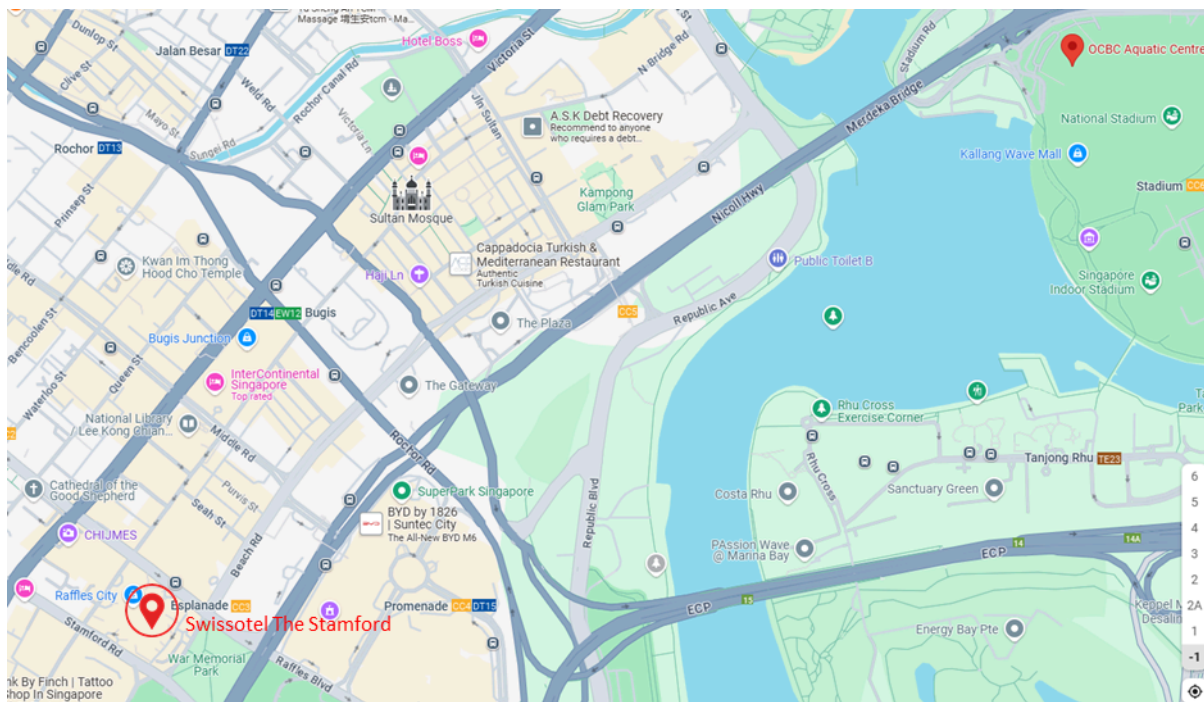 Massage 境生安tcm - Ma...
Dunlop St
Jalan Besar DT22
Hotel Boss
Victoria St
N Bridge Rd
Stadium Rd
OCBC Aquatic Centre
Clive St
Weld Rd
Rochor Canal Rd
Jln Sultan
Merdeka Bridge
Mayo St
Victoria Ln
A.S.K Debt Recovery
Recommend to anyone
who requires a debt...
National Stadium
Rochor DT13
Sungei Rd
Kallang Wave Mall
Prinsep St
Sultan Mosque
Kampong
Glam Park
Nicoll Hwy
Stadium CC6
Kwan Im Thong
Hood Cho Temple
Cappadocia Turkish &
Mediterranean Restaurant
Authentic
Turkish Cuisine
Public Toilet B
Haji Ln
Singapore
Indoor Stadium
DT14 EW12 Bugis
CC5
Republic Ave
Bencoolen St
Bugis Junction
The Plaza
Queen St
InterContinental
Singapore
Top rated
The Gateway
Waterloo St
National Library
/ Lee Kong Chian...
Rhu Cross
Exercise Corner
Middle Rd
Rochor Rd
Rhu Cross
Tanjong Rhu TE23
Cathedral of the
Good Shepherd
Purvis St
SuperPark Singapore
Costa Rhu
Sanctuary Green
Seah St
BYD by 1826
| Suntec City
The All-New BYD M6
Republic Blvd
CHIJMES
Beach Rd
PAssion Wave
@ Marina Bay
ECP
14
14A
6
5
4
3
2
2A
1
-1
Raffles City
Esplanade CC3
Promenade CC4 DT15
ECP
15
Keppel M
Desalin
Swissotel The Stamford
Energy Bay Pte
Stamford Rd
War Memorial
Park
Raffles Blvd
nk By Finch | Tattoo
Shop In Singapore